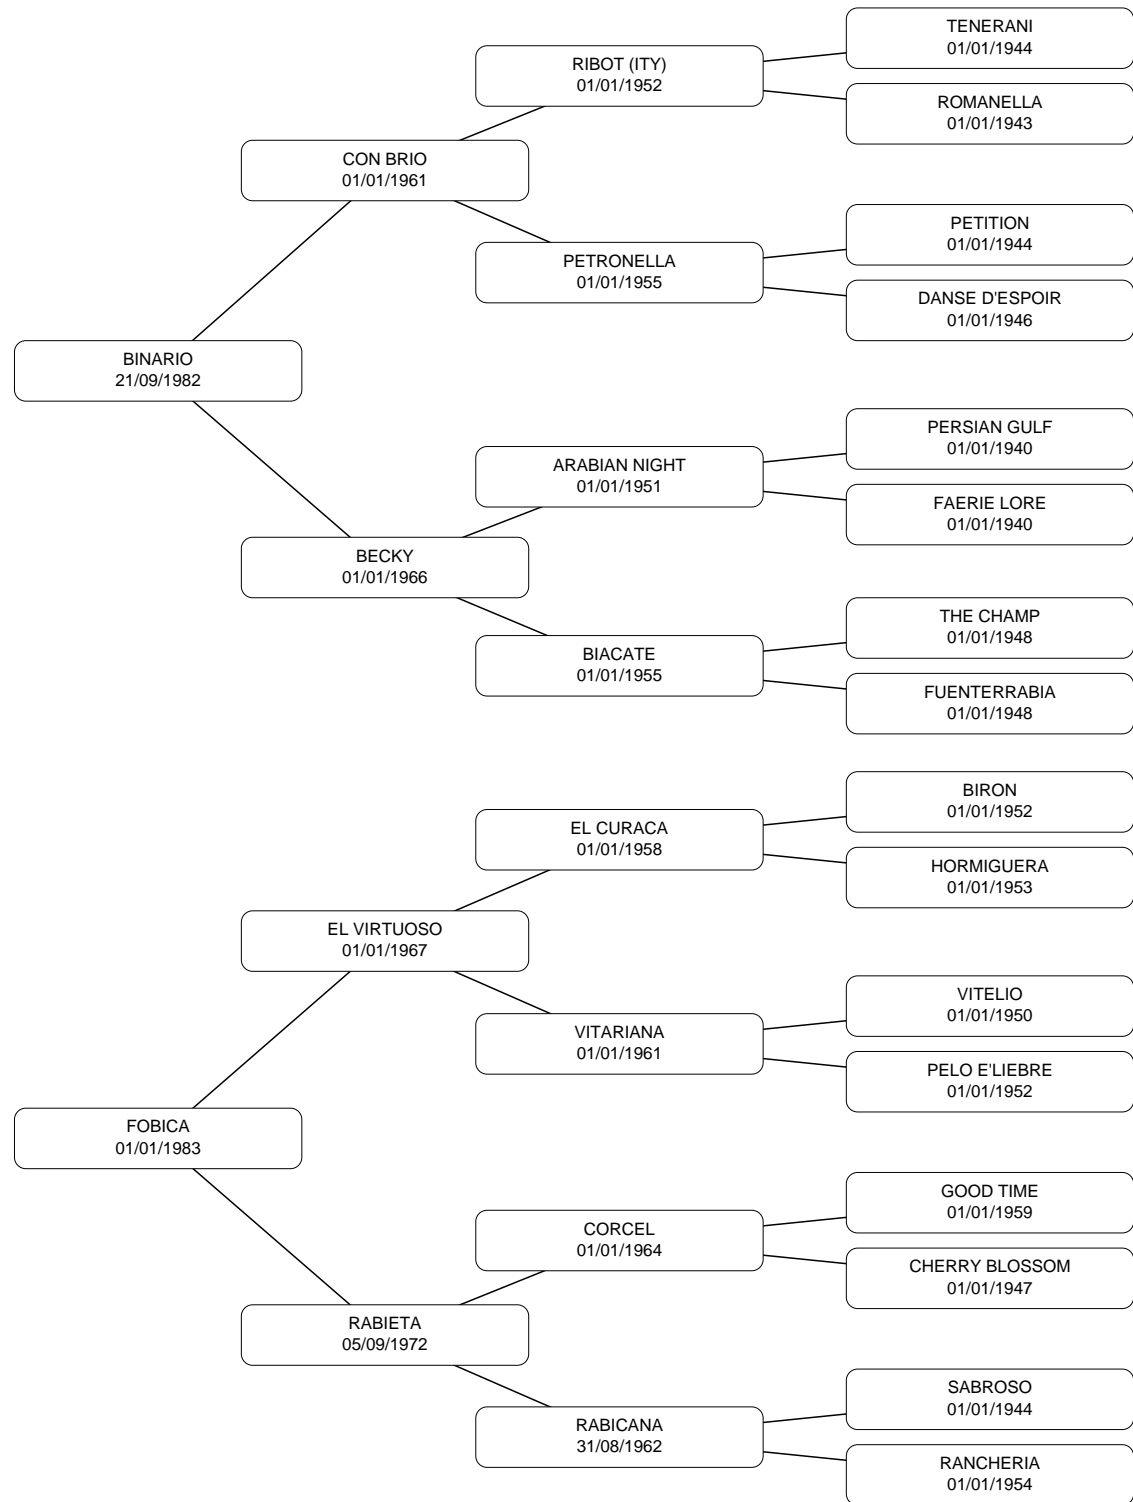 TENERANI
01/01/1944
RIBOT (ITY)
01/01/1952
ROMANELLA
01/01/1943
CON BRIO
01/01/1961
PETITION
01/01/1944
PETRONELLA
01/01/1955
DANSE D'ESPOIR
01/01/1946
BINARIO
21/09/1982
PERSIAN GULF
01/01/1940
ARABIAN NIGHT
01/01/1951
FAERIE LORE
01/01/1940
BECKY
01/01/1966
THE CHAMP
01/01/1948
BIACATE
01/01/1955
FUENTERRABIA
01/01/1948
BIRON
01/01/1952
EL CURACA
01/01/1958
HORMIGUERA
01/01/1953
EL VIRTUOSO
01/01/1967
VITELIO
01/01/1950
VITARIANA
01/01/1961
PELO E'LIEBRE
01/01/1952
FOBICA
01/01/1983
GOOD TIME
01/01/1959
CORCEL
01/01/1964
CHERRY BLOSSOM
01/01/1947
RABIETA
05/09/1972
SABROSO
01/01/1944
RABICANA
31/08/1962
RANCHERIA
01/01/1954